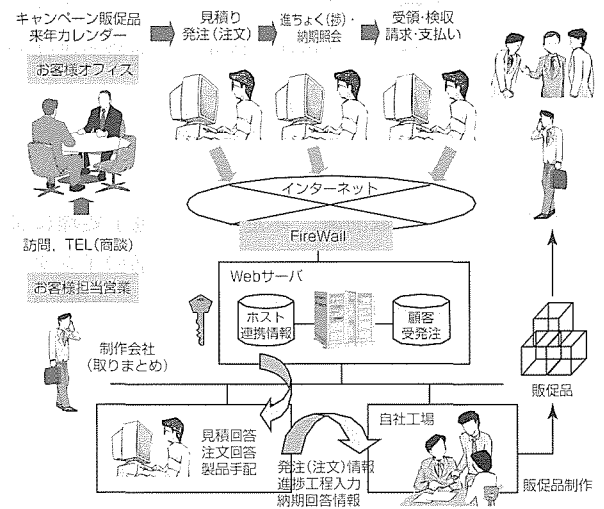 キャンペーン販促品
来年カレンダー
見積り
発注(注文)
進ちょく(捗)・
納期照会
受領・検収
請求・支払い
お客様オフィス
インターネット
FireWall
訪問，TEL(商談)
お客様担当営業
Webサーバ
ホスト
連携情報
顧客
受発注
制作会社
(取りまとめ)
販促品
見積回答
注文回答
製品手配
自社工場
発注(注文)情報
進捗工程入力
納期回答情報
販促品制作